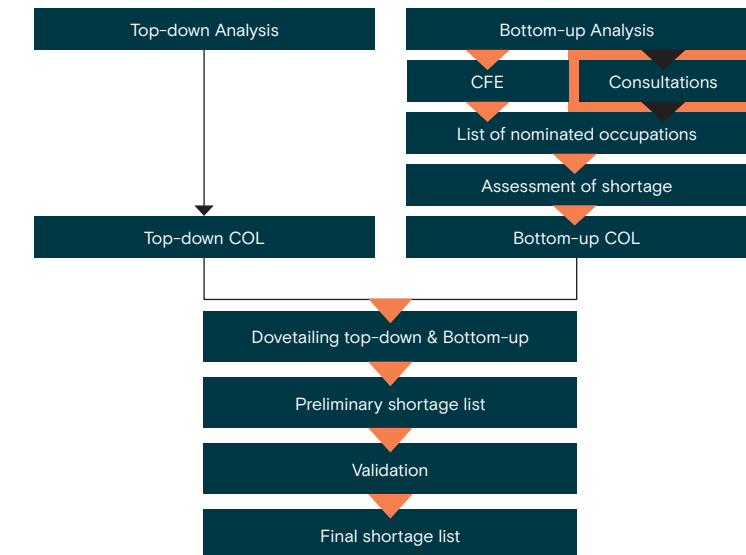 Top-down Analysis
Bottom-up Analysis
CFE
Consultations
List of nominated occupations
Assessment of shortage
Top-down COL
Bottom-up COL
Dovetailing top-down & Bottom-up
Preliminary shortage list
Validation
Final shortage list